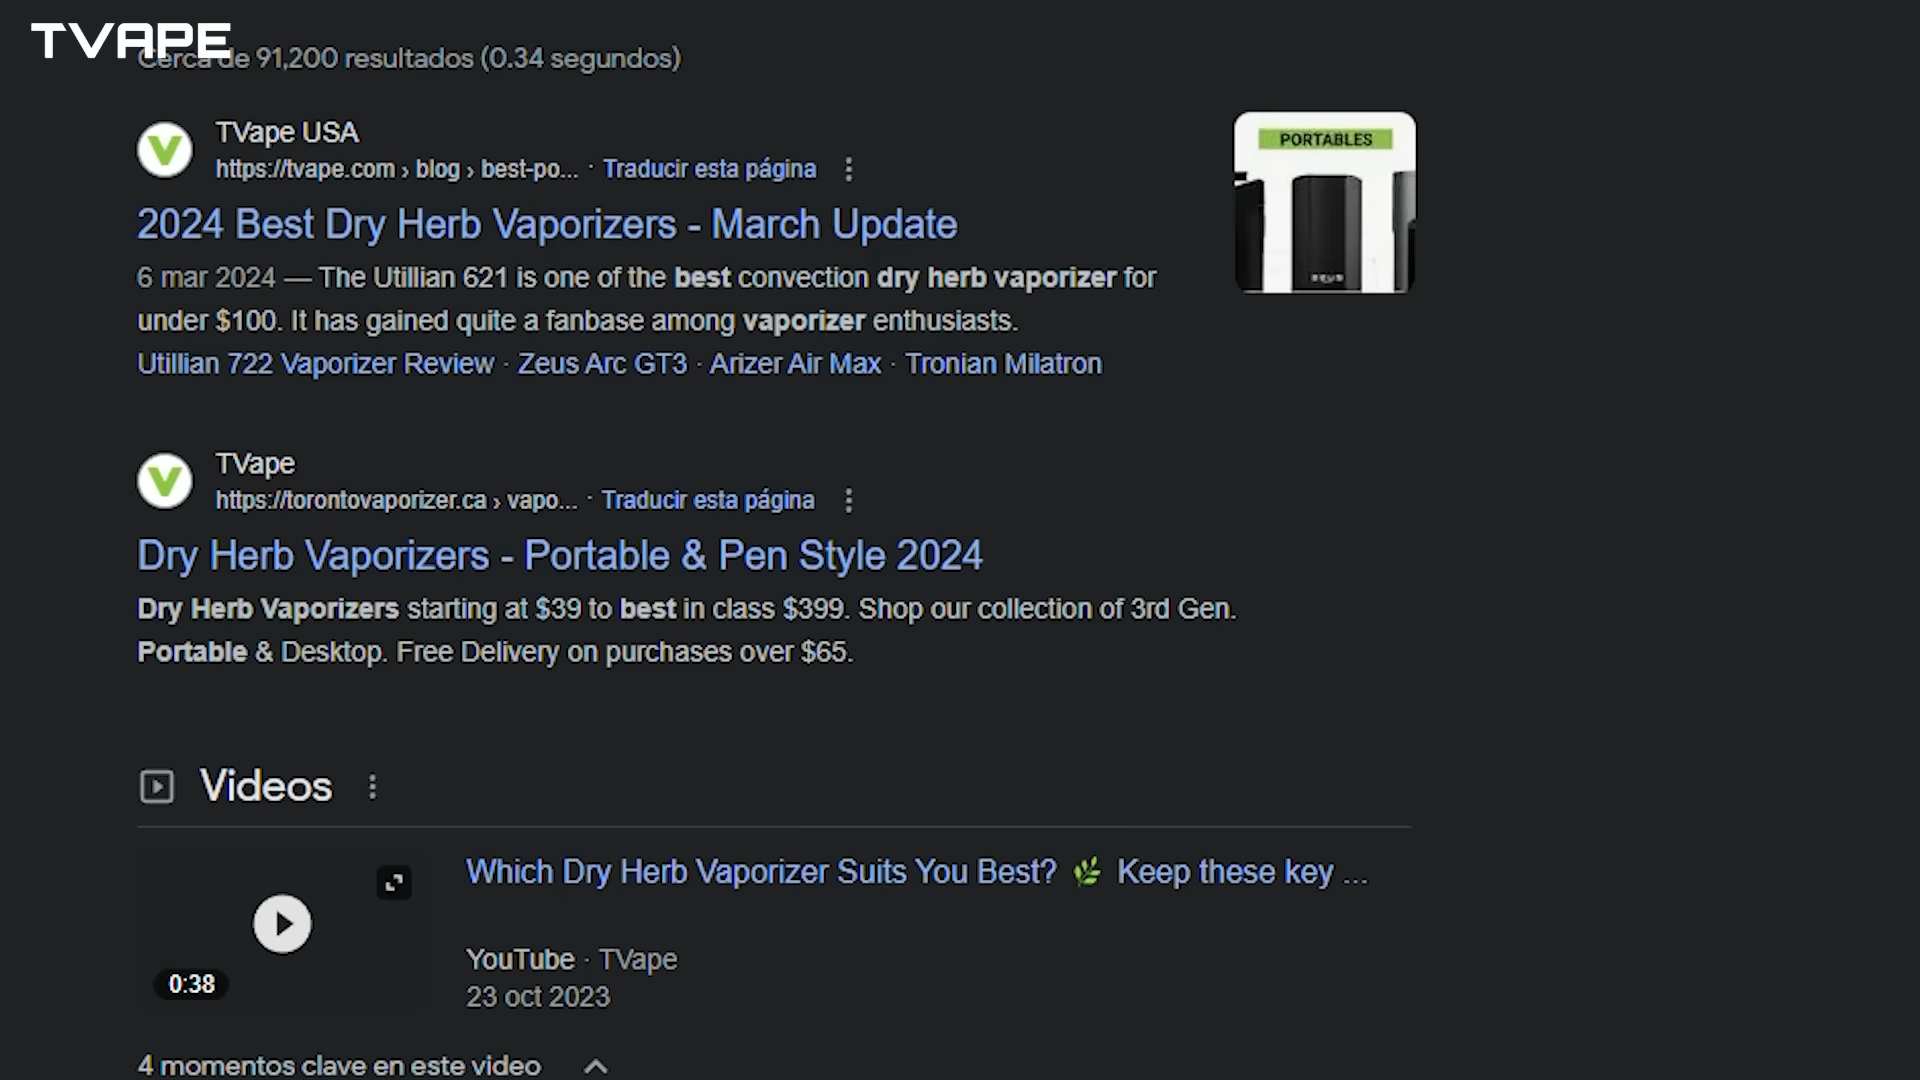 TVAPE
Cerca de 91,200 resultados (0.34 segundos)
TVape USA
https://tvape.com › blog › best-po... · Traducir esta página
PORTABLES
2024 Best Dry Herb Vaporizers - March Update
6 mar 2024 — The Utillian 621 is one of the best convection dry herb vaporizer for
under $100. It has gained quite a fanbase among vaporizer enthusiasts.
ZEUS
Utillian 722 Vaporizer Review · Zeus Arc GT3 · Arizer Air Max · Tronian Milatron
TVape
https://torontovaporizer.ca › vapo... · Traducir esta página
Dry Herb Vaporizers - Portable & Pen Style 2024
Dry Herb Vaporizers starting at $39 to best in class $399. Shop our collection of 3rd Gen.
Portable & Desktop. Free Delivery on purchases over $65.
Videos
Which Dry Herb Vaporizer Suits You Best? 🌿 Keep these key ...
YouTube · TVape
0:38
23 oct 2023
4 momentos clave en este video